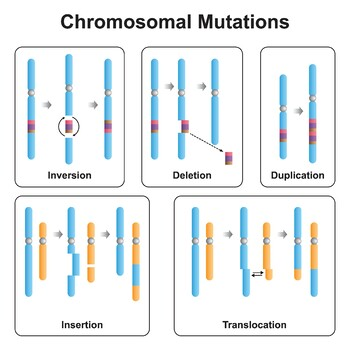 Chromosomal Mutations
Inversion
Deletion
Duplication
Insertion
Translocation